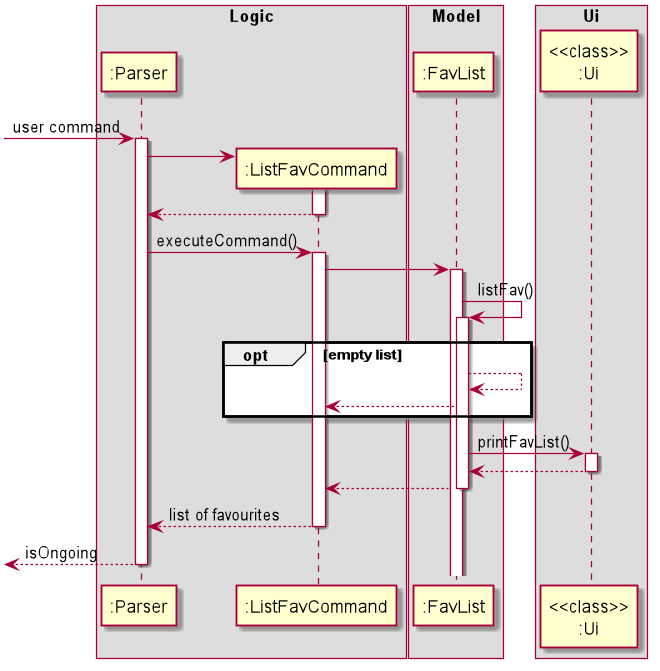 Logic
Model
Ui
:Parser
:FavList
<<class>>
:Ui
user command
:ListFavCommand
executeCommand()
listFav()
opt
[empty list]
printFavList()
list of favourites
isOngoing
:Parser
:ListFavCommand
:FavList
<<class>>
:Ui